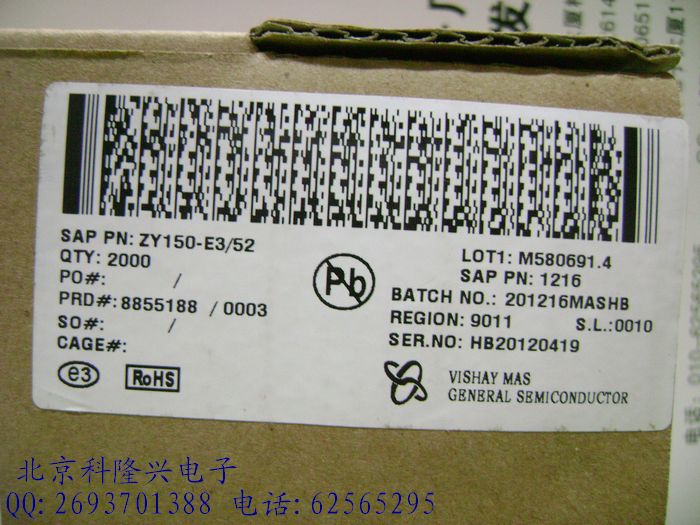 SAP PN: ZY150-E3/52
QTY: 2000
PO#: /
PRD#: 8855188 / 0003
SO#: /
CAGE#:
e3 RoHS
Pb
LOT1: M580691.4
SAP PN: 1216
BATCH NO.: 201216MASHB
REGION: 9011 S.L.:0010
SER.NO: HB20120419
VISHAY MAS
GENERAL SEMICONDUCTOR
北京科隆兴电子
QQ: 2693701388 电话: 62565295